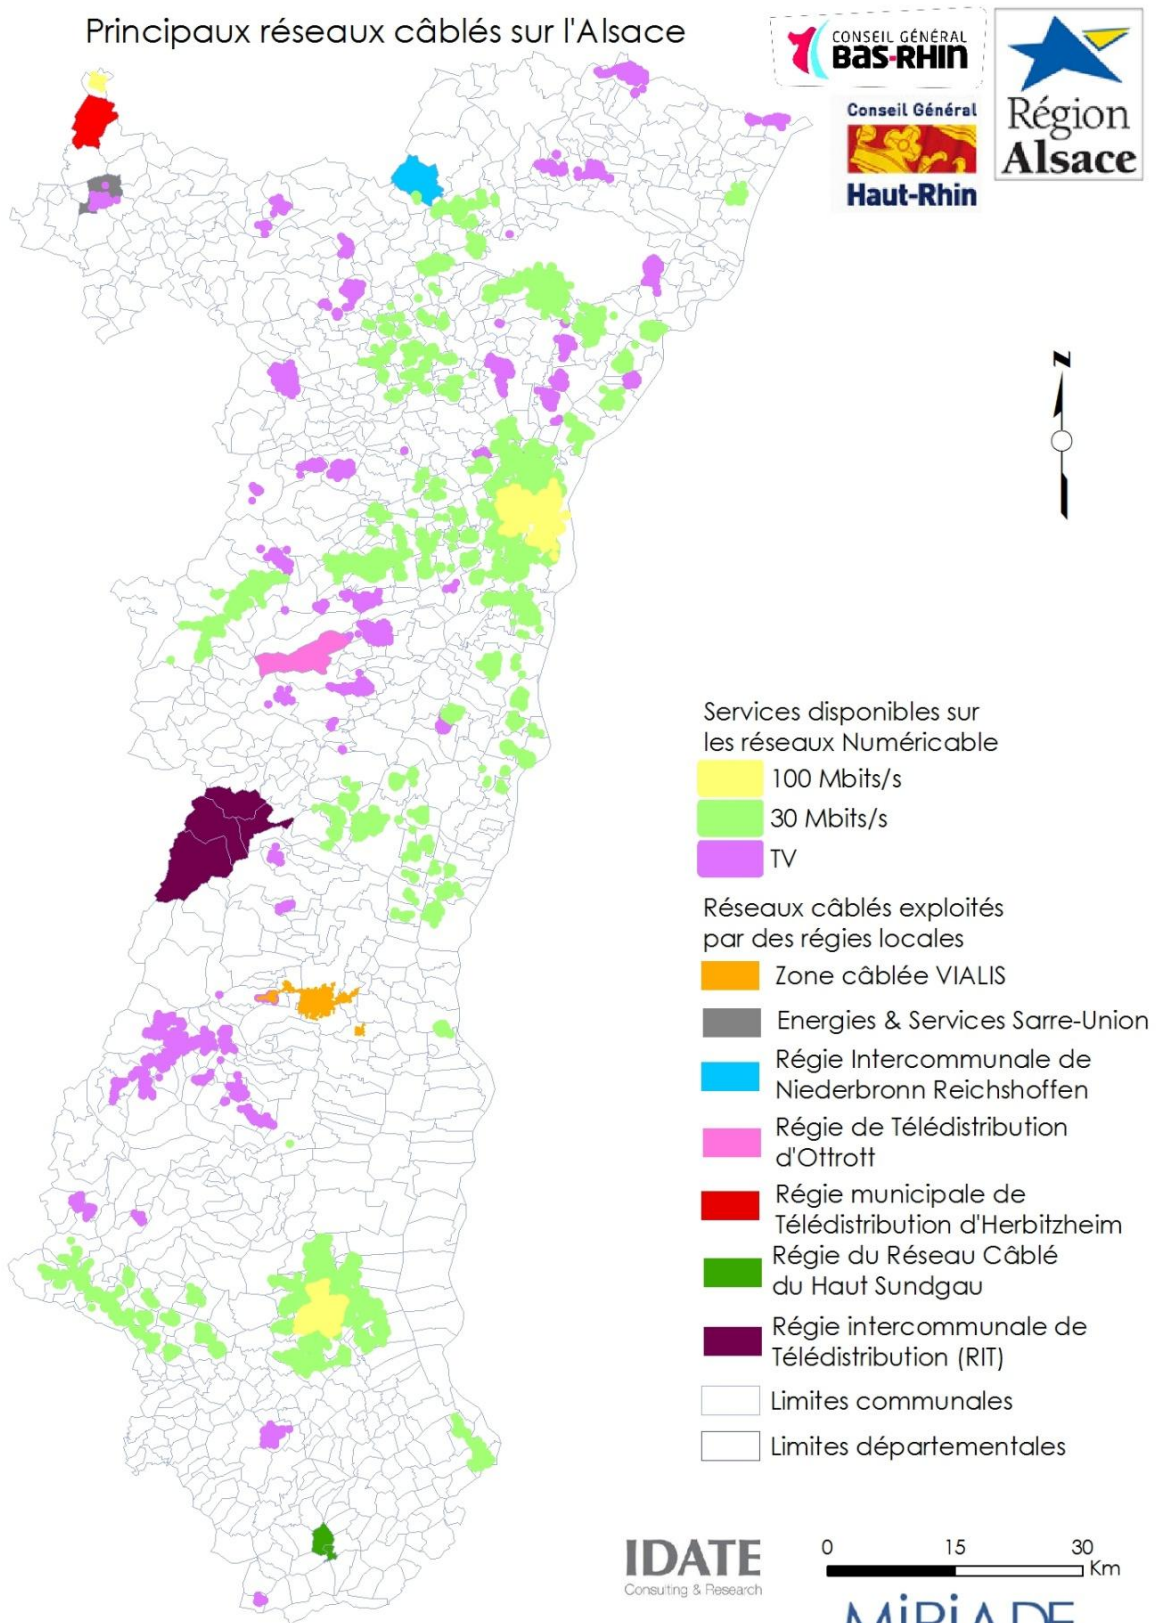 Principaux réseaux câblés sur l'Alsace
CONSEIL GÉNÉRAL
BAS-RHIN
Conseil Général
Haut-Rhin
Région
Alsace
N
Services disponibles sur
les réseaux Numéricable
100 Mbits/s
30 Mbits/s
TV
Réseaux câblés exploités
par des régies locales
Zone câblée VIALIS
Energies & Services Sarre-Union
Régie Intercommunale de
Niederbronn Reichshoffen
Régie de Télédistribution
d'Ottrott
Régie municipale de
Télédistribution d'Herbitzheim
Régie du Réseau Câblé
du Haut Sundgau
Régie intercommunale de
Télédistribution (RIT)
Limites communales
Limites départementales
IDATE
Consulting & Research
0 15 30
Km
MiRiADE